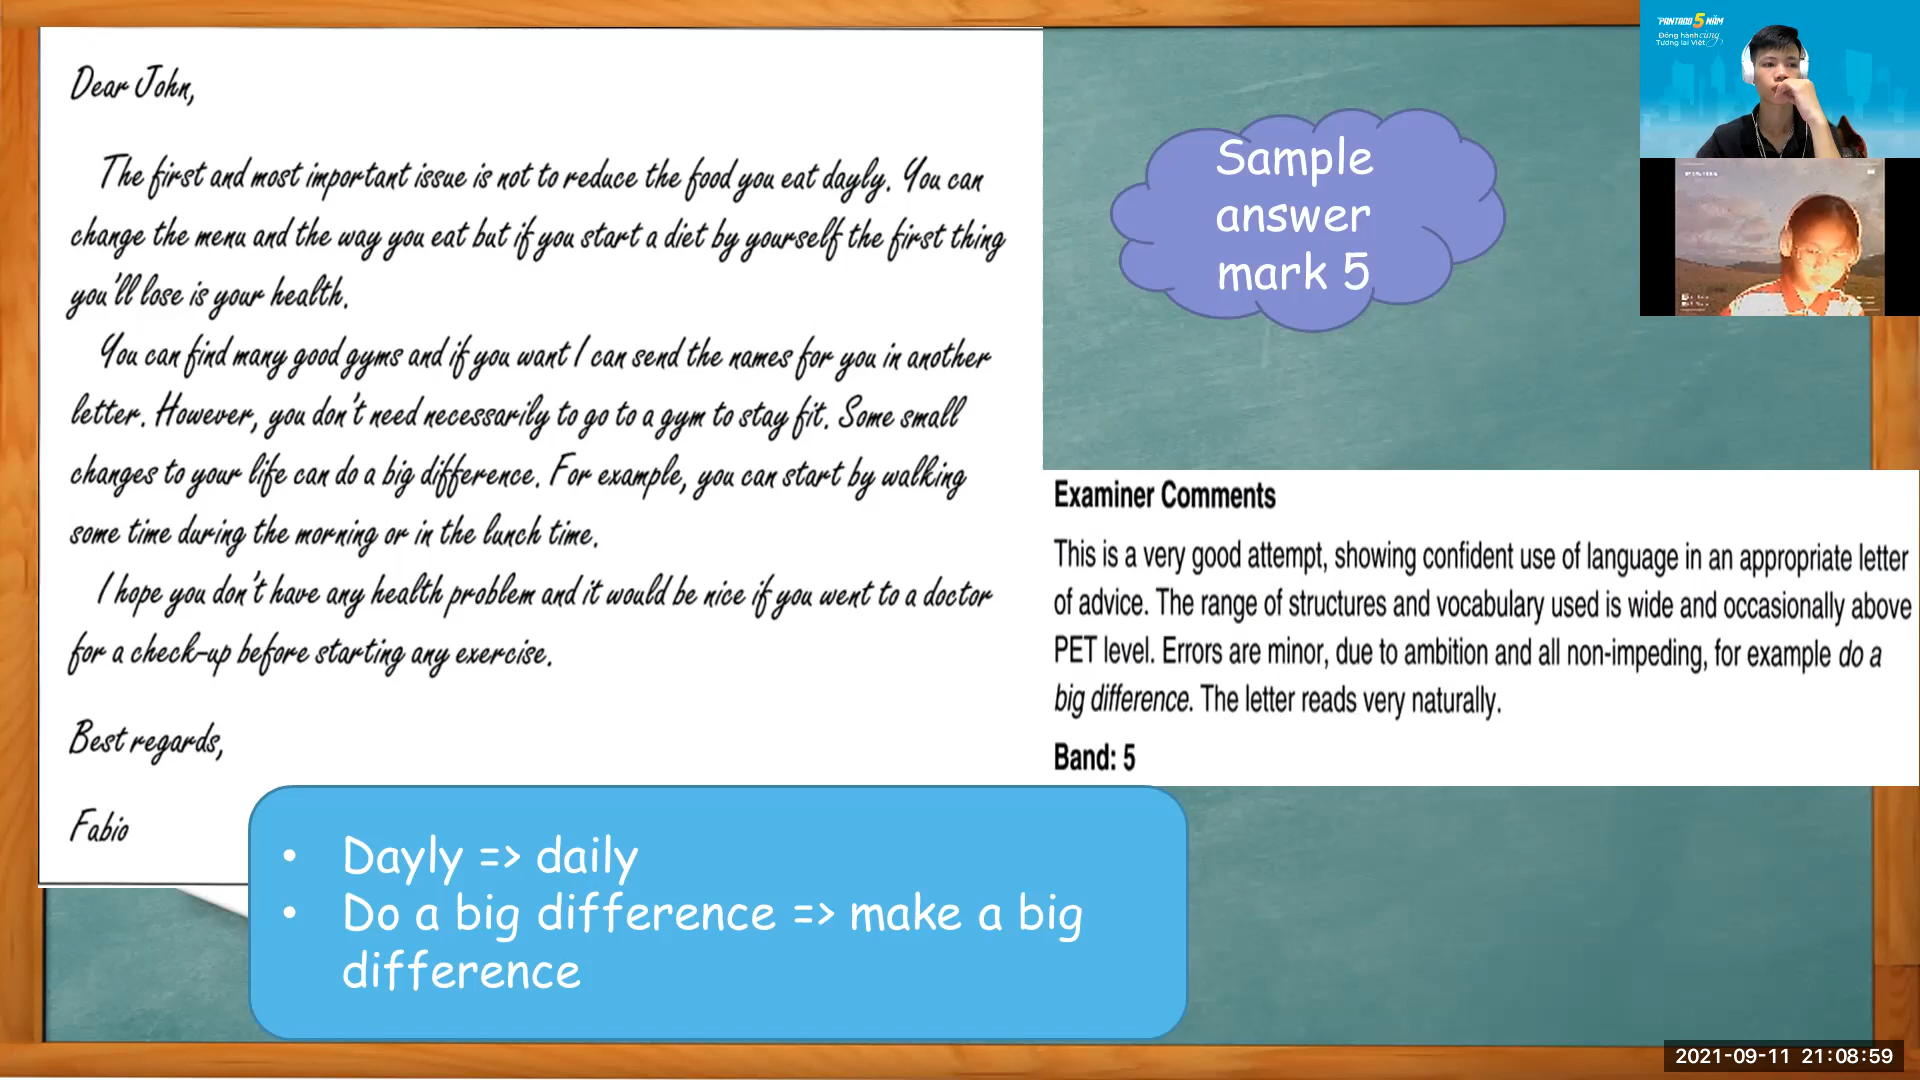 Dear John,
The first and most important issue is not to reduce the food you eat dayly. You can
change the menu and the way you eat but if you start a diet by yourself the first thing
you'll lose is your health.
You can find many good gyms and if you want I can send the names for you in another
letter. However, you don't need necessarily to go to a gym to stay fit. Some small
changes to your life can do a big difference. For example, you can start by walking
some time during the morning or in the lunch time.
I hope you don't have any health problem and it would be nice if you went to a doctor
for a check-up before starting any exercise.
Best regards,
Fabio
• Dayly => daily
• Do a big difference => make a big
difference
Sample
answer
mark 5
Examiner Comments
This is a very good attempt, showing confident use of language in an appropriate letter
of advice. The range of structures and vocabulary used is wide and occasionally above
PET level. Errors are minor, due to ambition and all non-impeding, for example do a
big difference. The letter reads very naturally.
Band: 5
PANTADO 5 NĂM
Đồng hành cùng
Tương lai Việt
2021-09-11 21:08:59